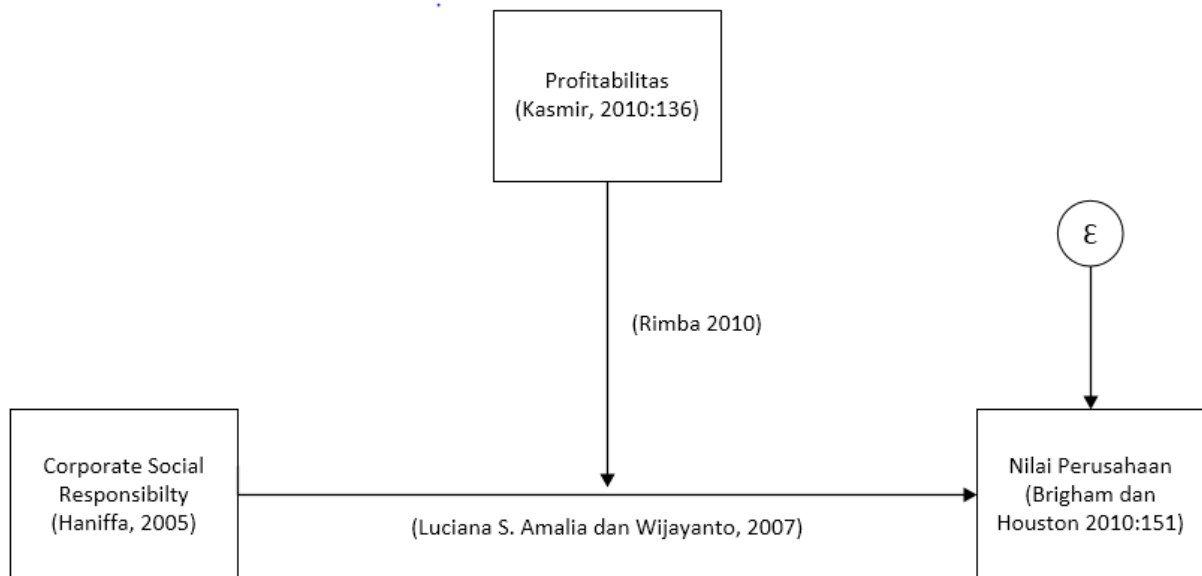 Profitabilitas
(Kasmir, 2010:136)
ε
(Rimba 2010)
Corporate Social
Responsibilty
(Haniffa, 2005)
(Luciana S. Amalia dan Wijayanto, 2007)
Nilai Perusahaan
(Brigham dan
Houston 2010:151)